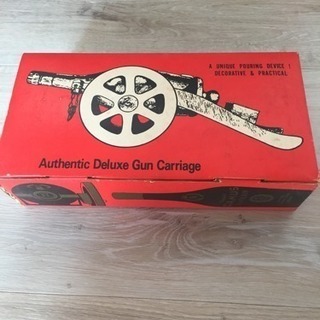 A UNIQUE POURING DEVICE !
DECORATIVE & PRACTICAL
Authentic Deluxe Gun Carriage